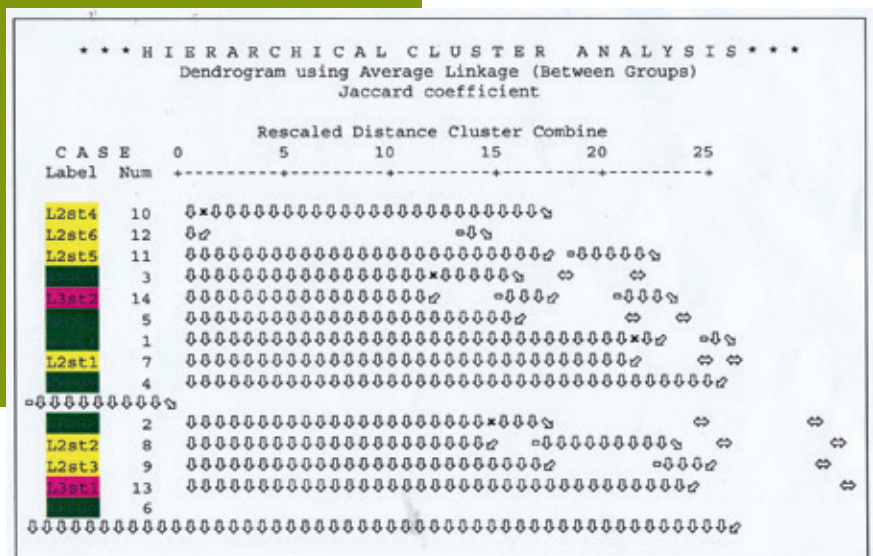 * * * H I E R A R C H I C A L C L U S T E R A N A L Y S I S * * *
Dendrogram using Average Linkage (Between Groups)
Jaccard coefficient
Rescaled Distance Cluster Combine
C A S E 0 5 10 15 20 25
Label Num +---------+---------+---------+---------+---------+
L2st4 10
L2st6 12
L2st5 11
3
L3st2 14
5
1
L2st1 7
4
2
L2st2 8
L2st3 9
L3st1 13
6